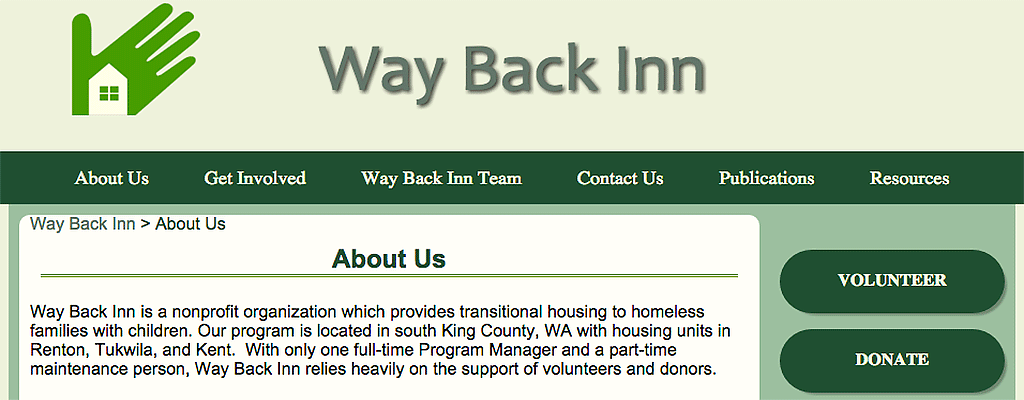 Way Back Inn
About Us Get Involved Way Back Inn Team Contact Us Publications Resources
Way Back Inn > About Us
About Us
Way Back Inn is a nonprofit organization which provides transitional housing to homeless
families with children. Our program is located in south King County, WA with housing units in
Renton, Tukwila, and Kent.  With only one full-time Program Manager and a part-time
maintenance person, Way Back Inn relies heavily on the support of volunteers and donors.
VOLUNTEER
DONATE